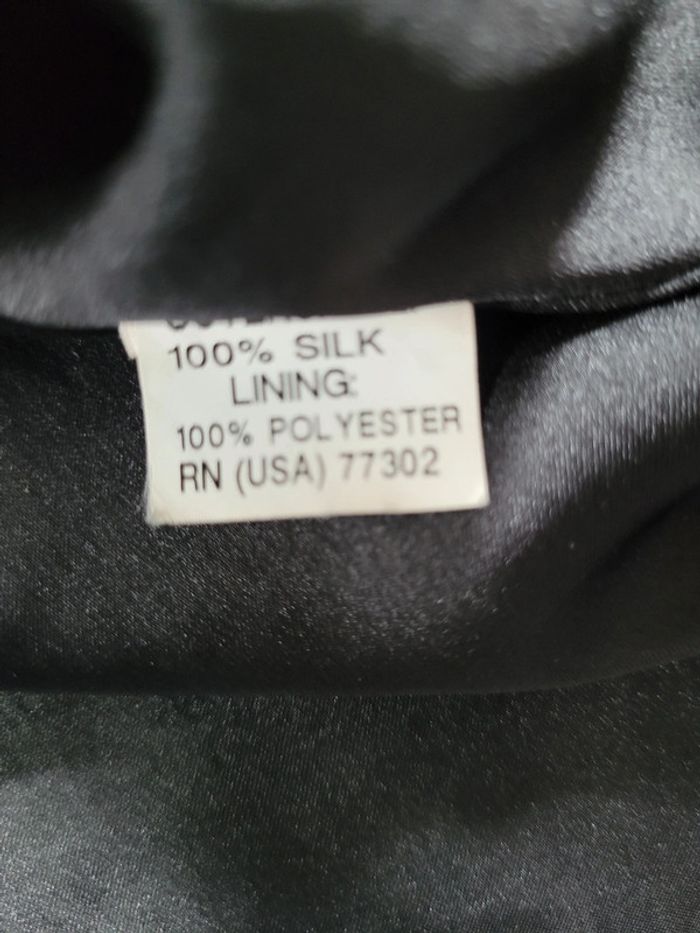 100% SILK
LINING:
100% POLYESTER
RN (USA) 77302